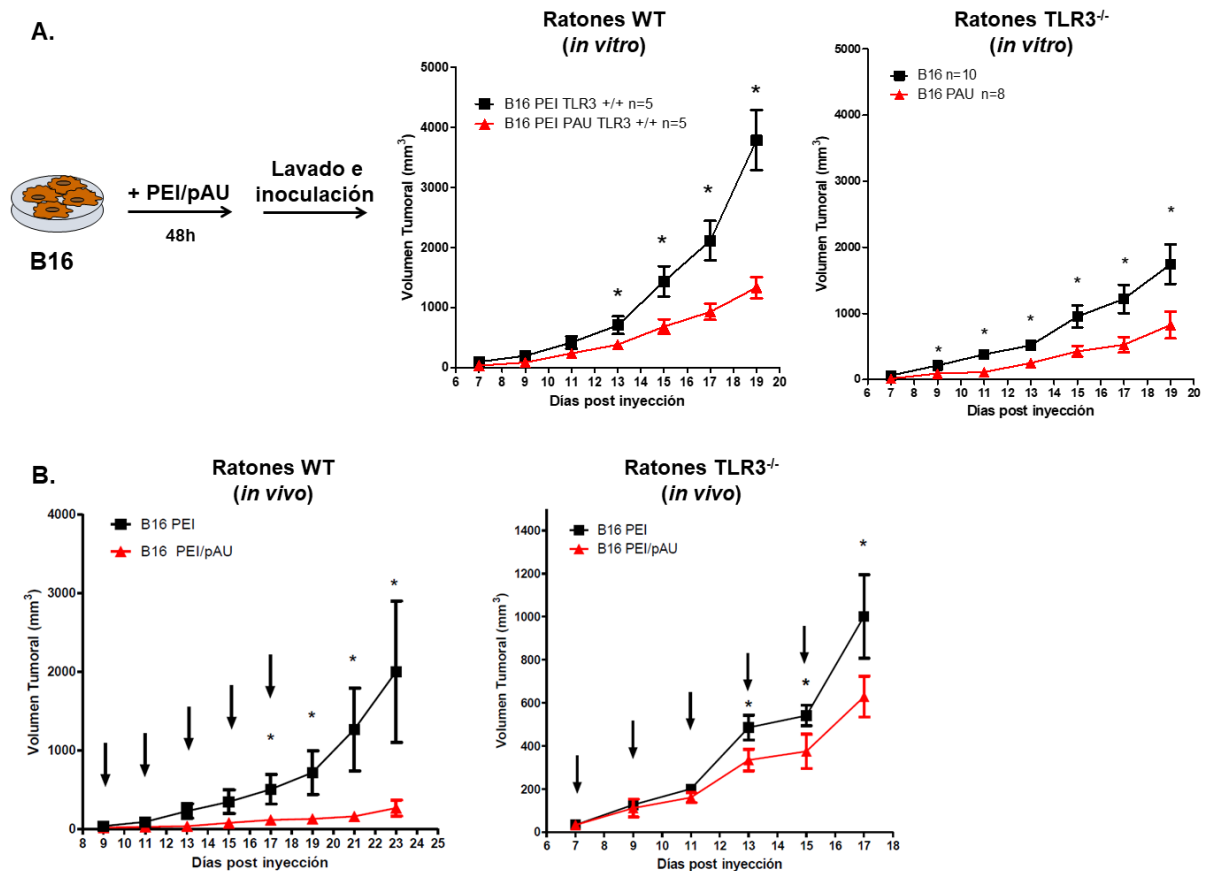 A.
B16
+ PEI/pAU
48h
Lavado e
inoculación
Ratones WT
(in vitro)
B16 PEI TLR3 +/+ n=5
B16 PEI PAU TLR3 +/+ n=5
Volumen Tumoral (mm³)
5000
4000
3000
2000
1000
0
* * * *
6 7 8 9 10 11 12 13 14 15 16 17 18 19 20
Días post inyección
Ratones TLR3-/-
(in vitro)
B16 n=10
B16 PAU n=8
Volumen Tumoral (mm³)
5000
4000
3000
2000
1000
0
* * * * * *
6 7 8 9 10 11 12 13 14 15 16 17 18 19 20
Días post inyección
B.
Ratones WT
(in vivo)
B16 PEI
B16 PEI/pAU
Volumen Tumoral (mm³)
4000
3000
2000
1000
0
* * * *
8 9 10 11 12 13 14 15 16 17 18 19 20 21 22 23 24 25
Días post inyección
Ratones TLR3-/-
(in vivo)
B16 PEI
B16 PEI/pAU
Volumen Tumoral (mm³)
1400
1200
1000
800
600
400
200
0
* * *
6 7 8 9 10 11 12 13 14 15 16 17 18
Días post inyección